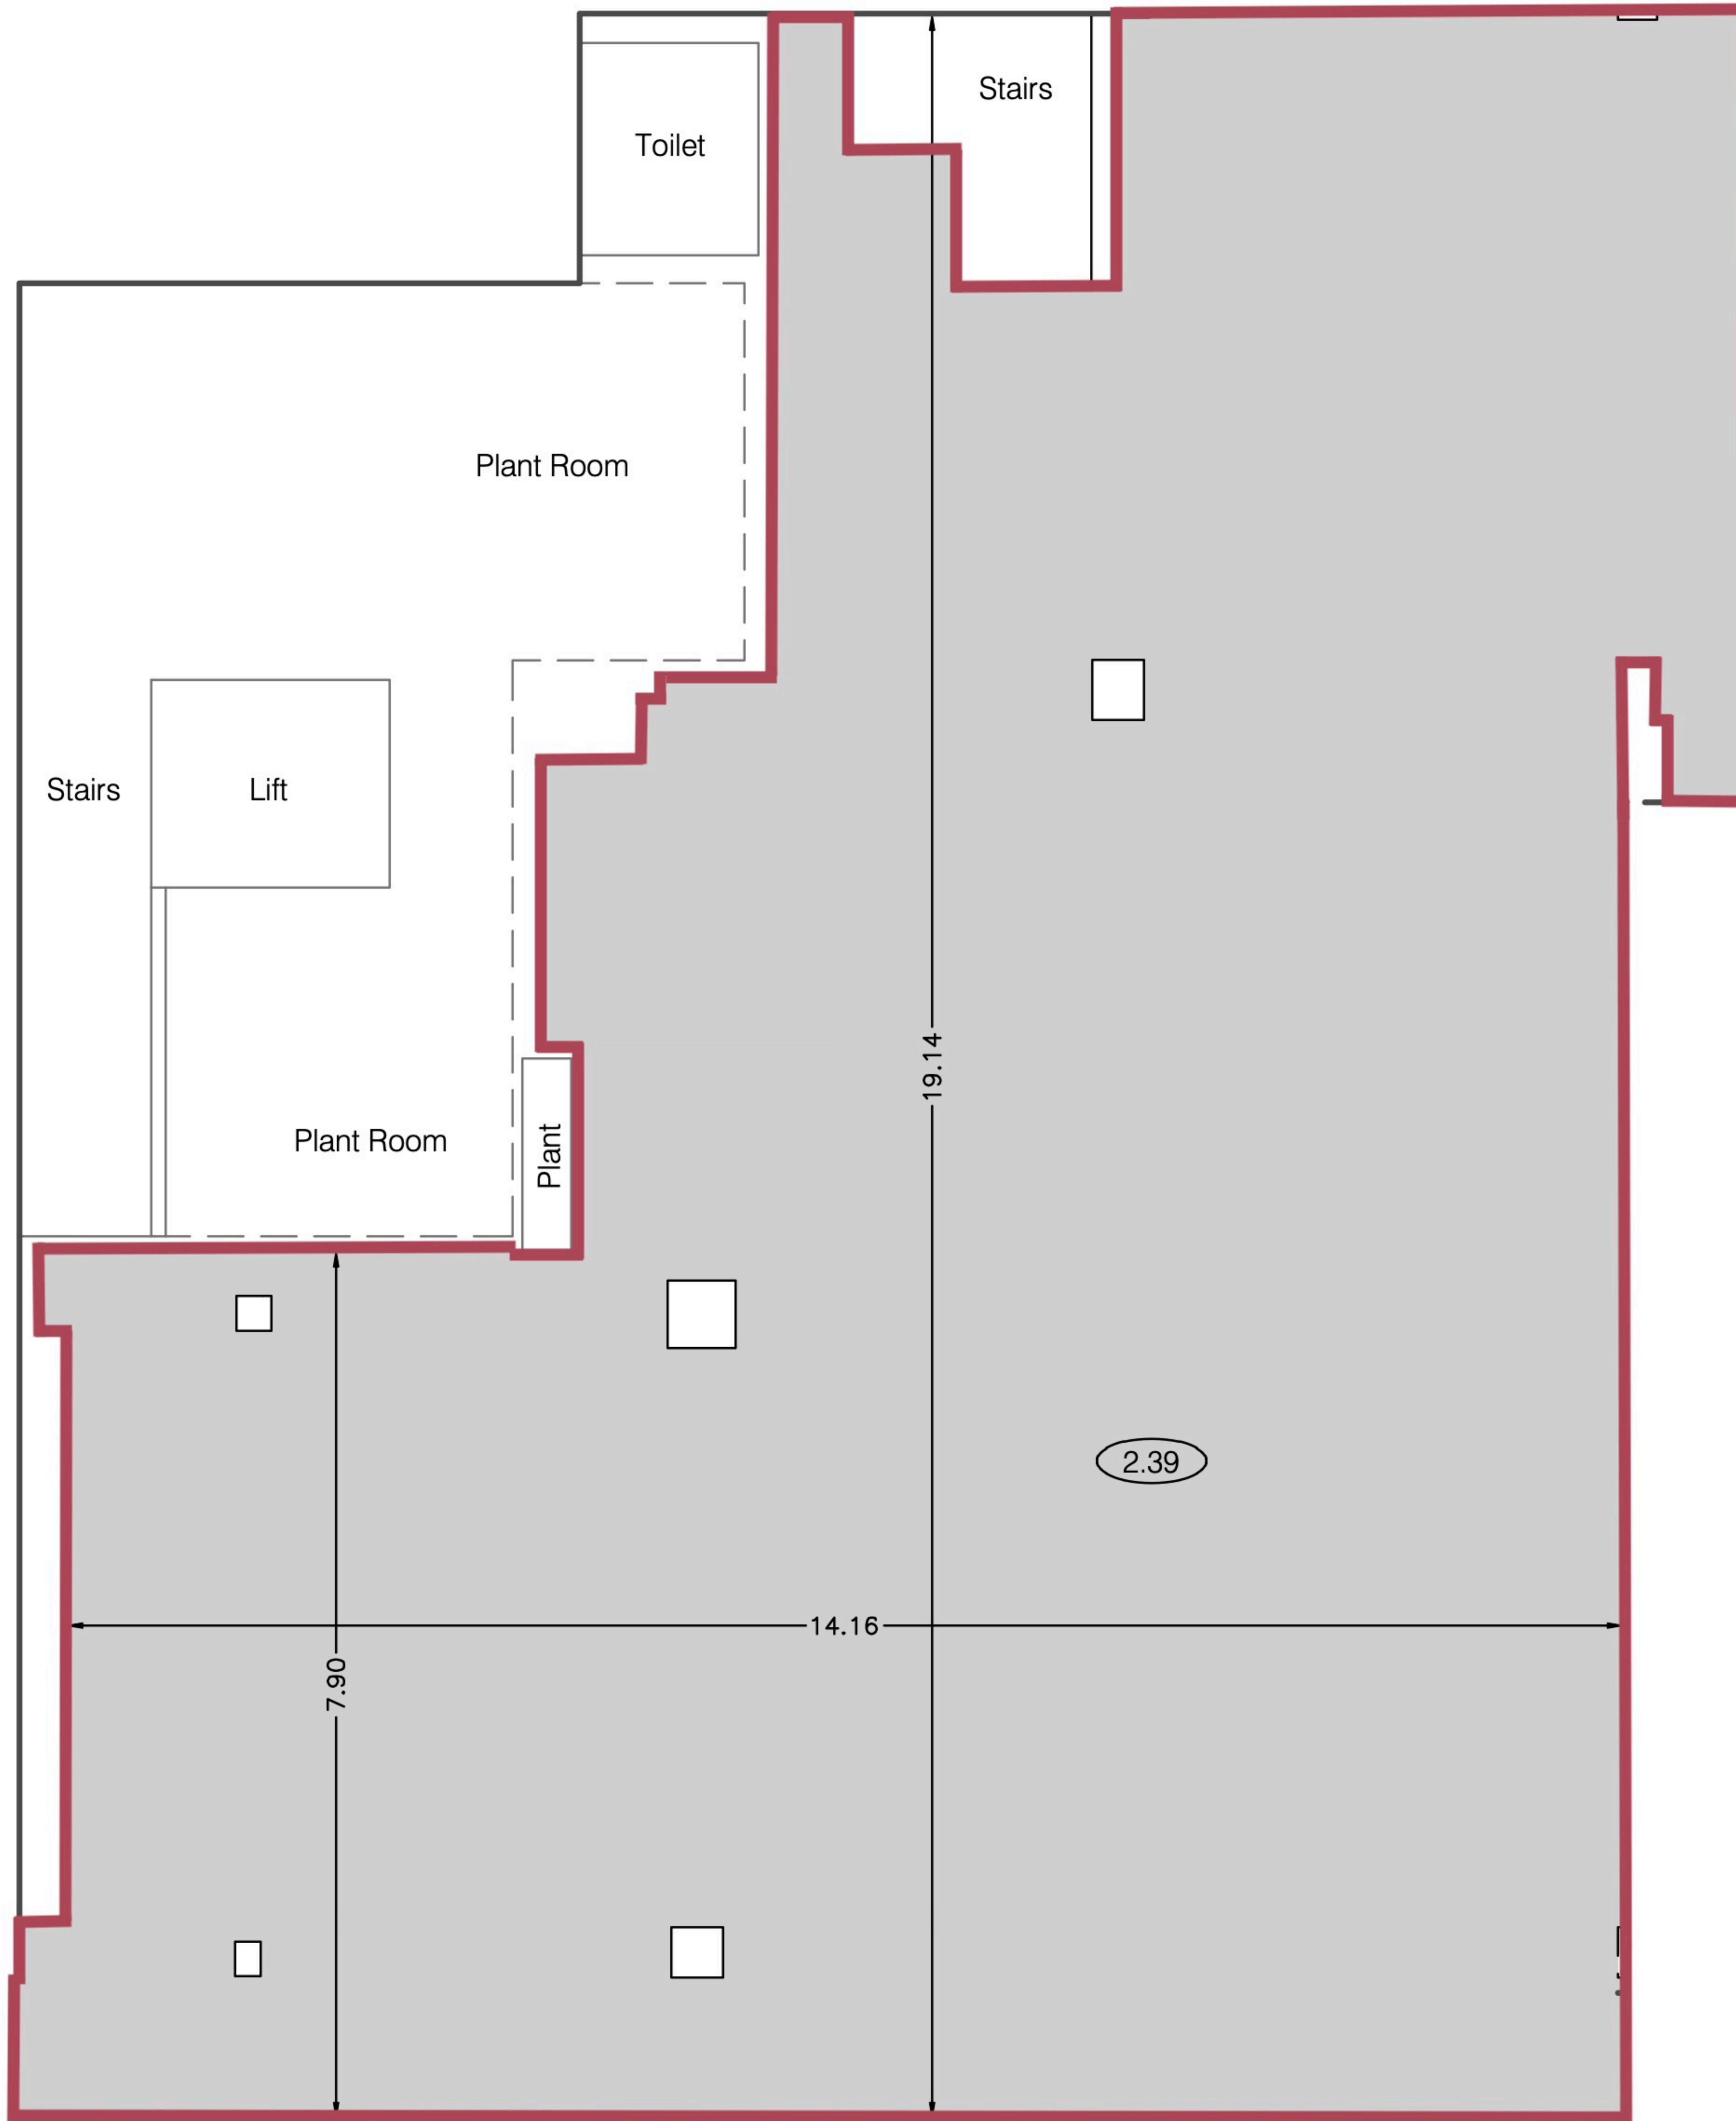 Stairs
Toilet
Plant Room
Stairs
Lift
19.14
Plant Room
Plant
2.39
14.16
7.90